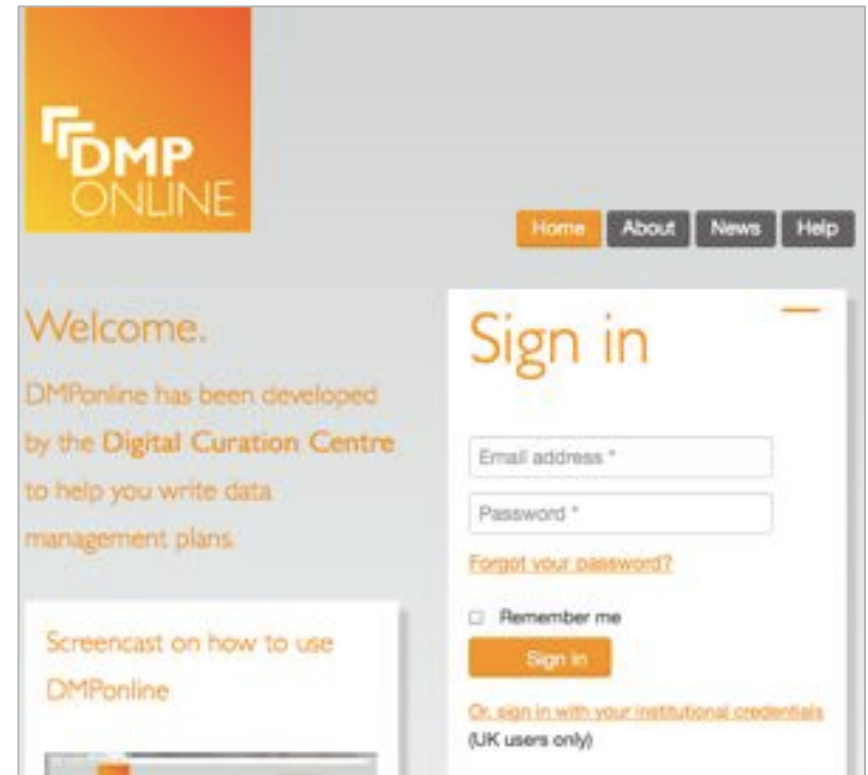 DMP
ONLINE
Home About News Help
Welcome.
DMPonline has been developed
by the Digital Curation Centre
to help you write data
management plans.
Screencast on how to use
DMPonline
Sign in
Email address *
Password *
Forgot your password?
Remember me
Sign in
Or, sign in with your institutional credentials
(UK users only)